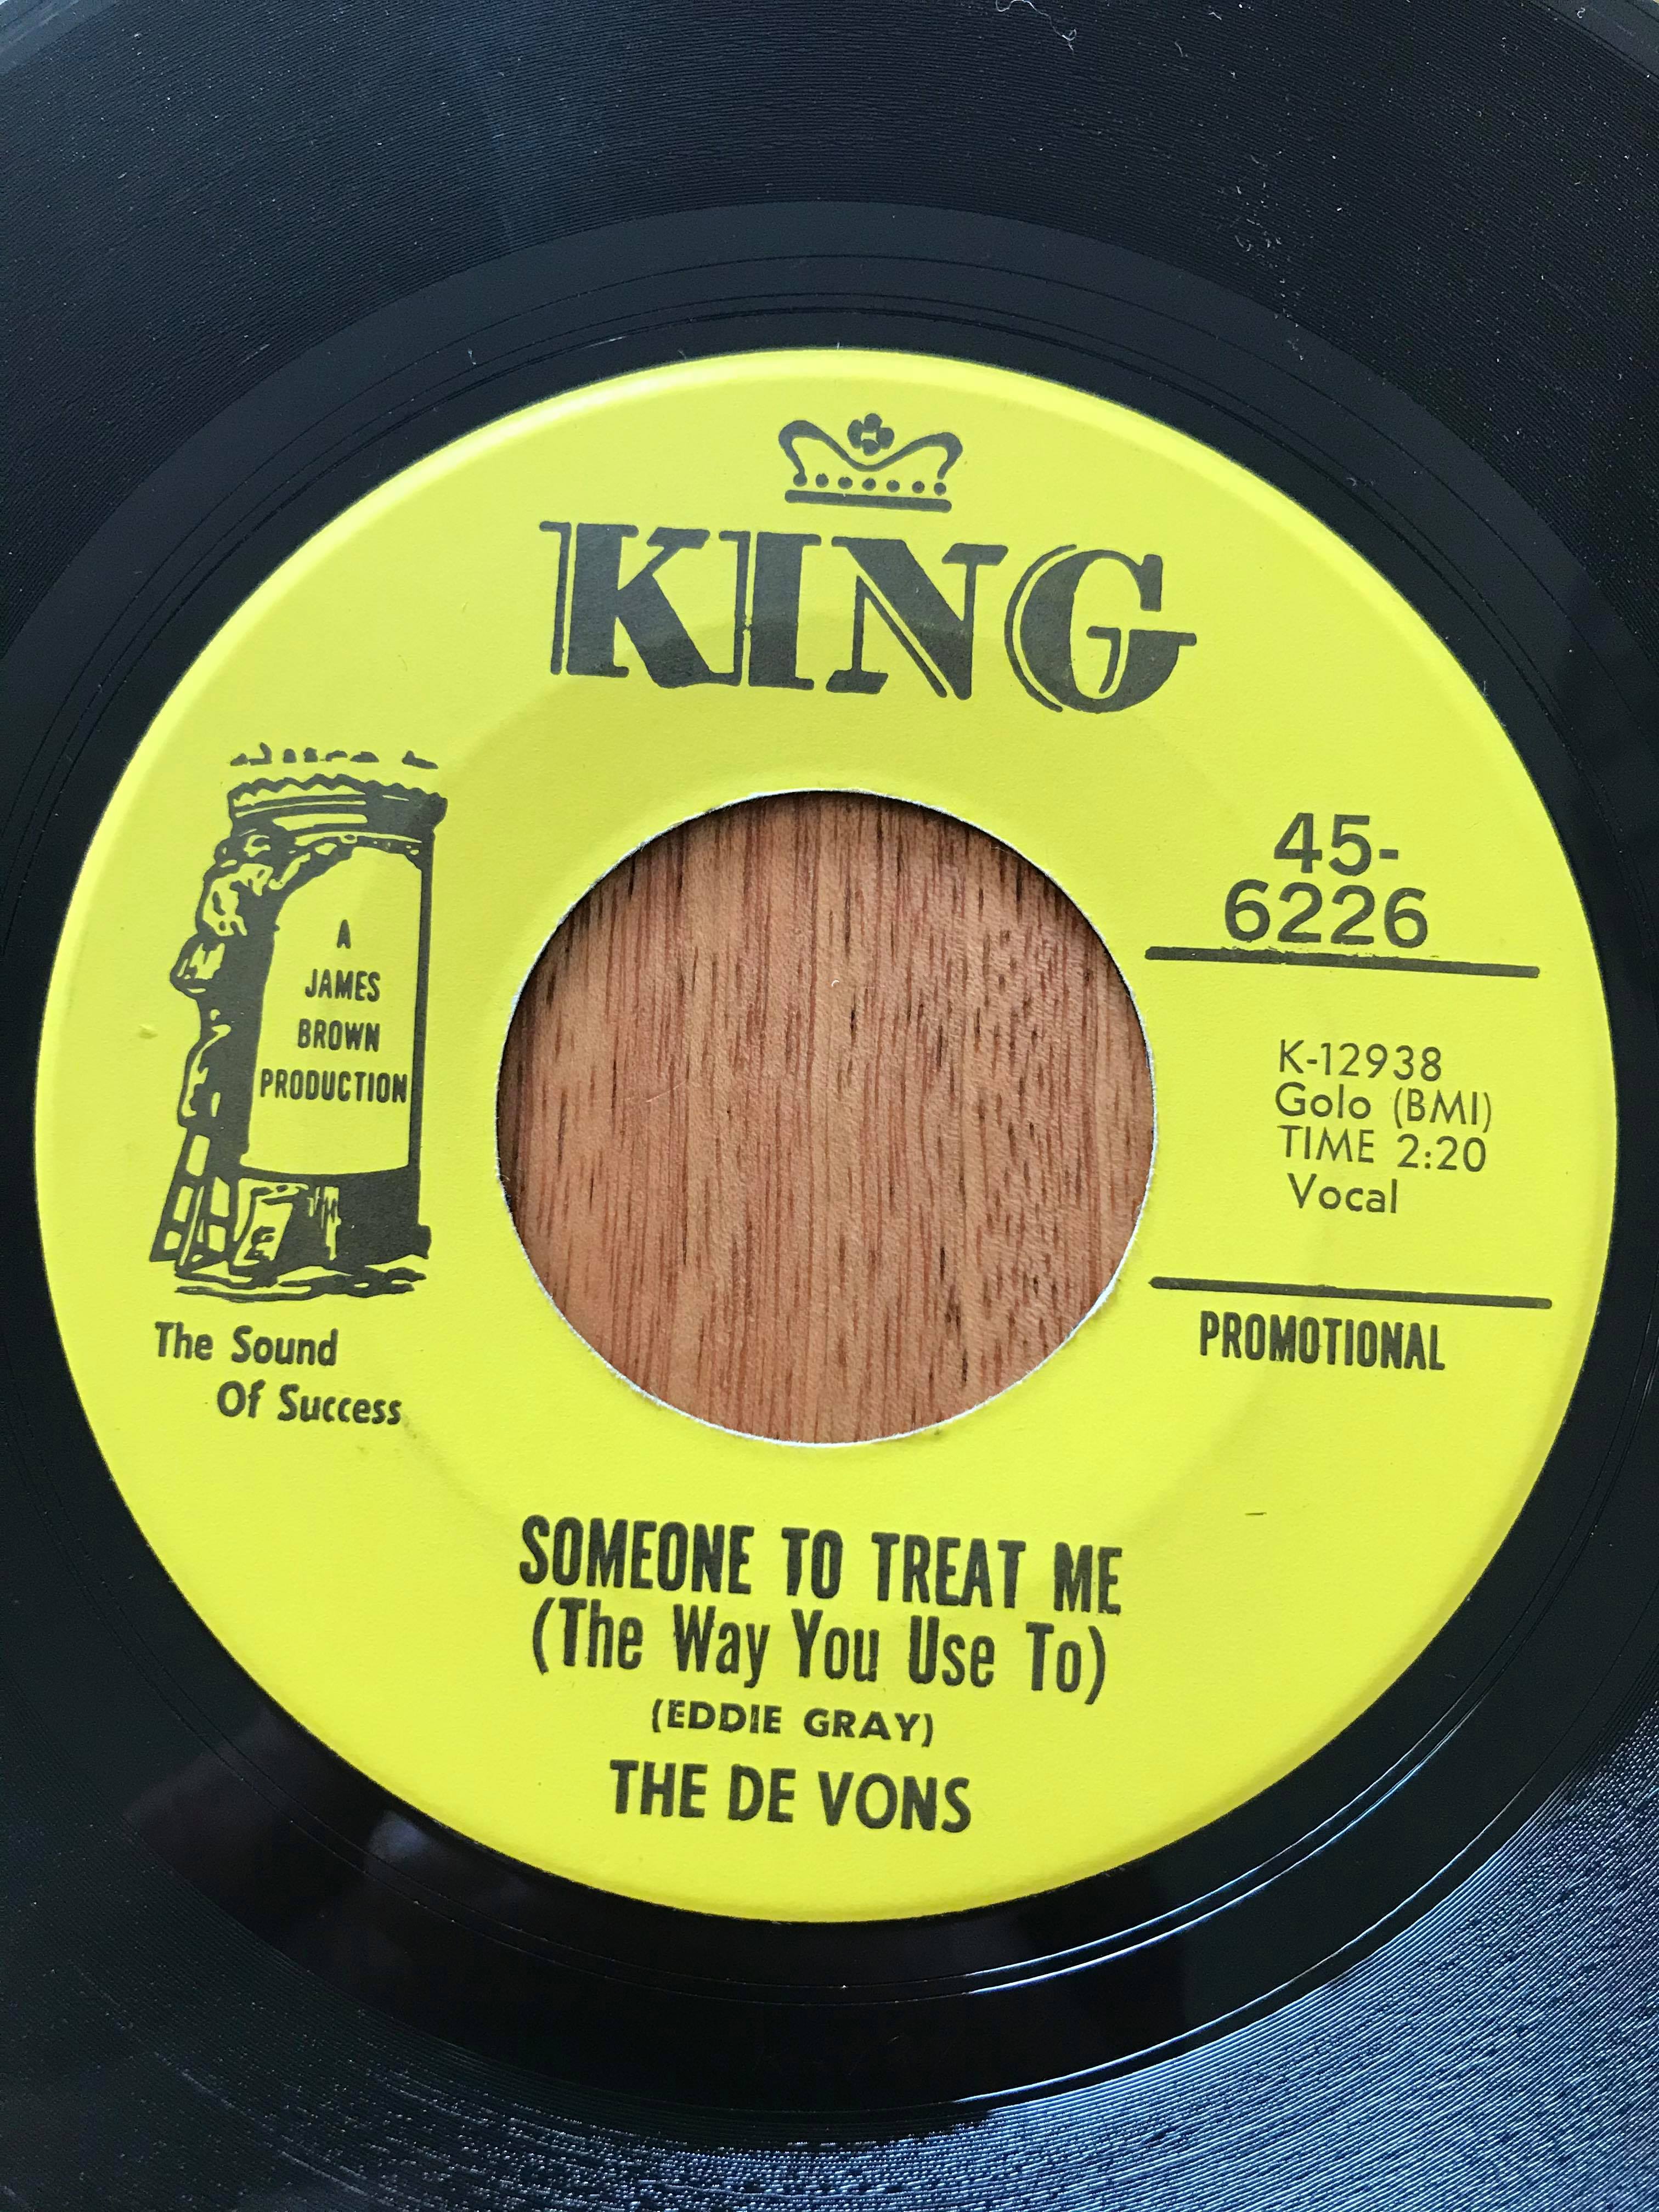 KING
A
JAMES
BROWN
PRODUCTION
The Sound
Of Success
45-
6226
K-12938
Golo (BMI)
TIME 2:20
Vocal
PROMOTIONAL
SOMEONE TO TREAT ME
(The Way You Use To)
(EDDIE GRAY)
THE DE VONS